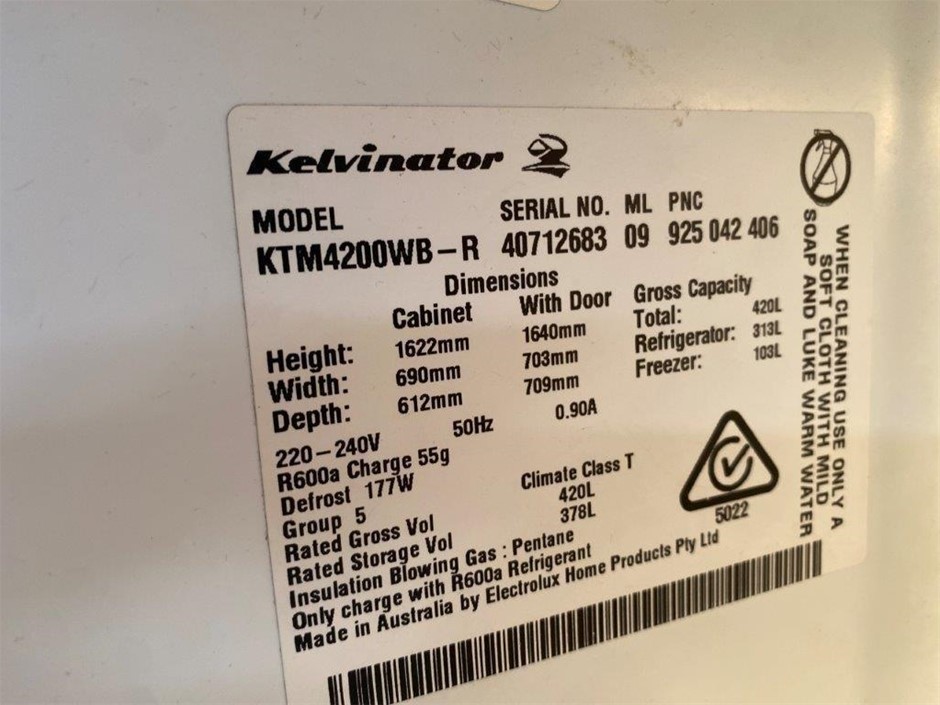 Kelvinator
MODEL SERIAL NO. ML PNC
KTM4200WB-R 40712683 09 925 042 406
Dimensions
Cabinet With Door
Height: 1622mm 1640mm
Width: 690mm 703mm
Depth: 612mm 709mm
Gross Capacity
Total: 420L
Refrigerator: 313L
Freezer: 103L
220-240V 50Hz 0.90A
R600a Charge 55g
Defrost 177W
Group 5 Climate Class T
Rated Gross Vol 420L
Rated Storage Vol 378L
Insulation Blowing Gas : Pentane
Only charge with R600a Refrigerant
Made in Australia by Electrolux Home Products Pty Ltd
5022
WHEN CLEANING USE ONLY A
SOFT CLOTH WITH MILD
SOAP AND LUKE WARM WATER